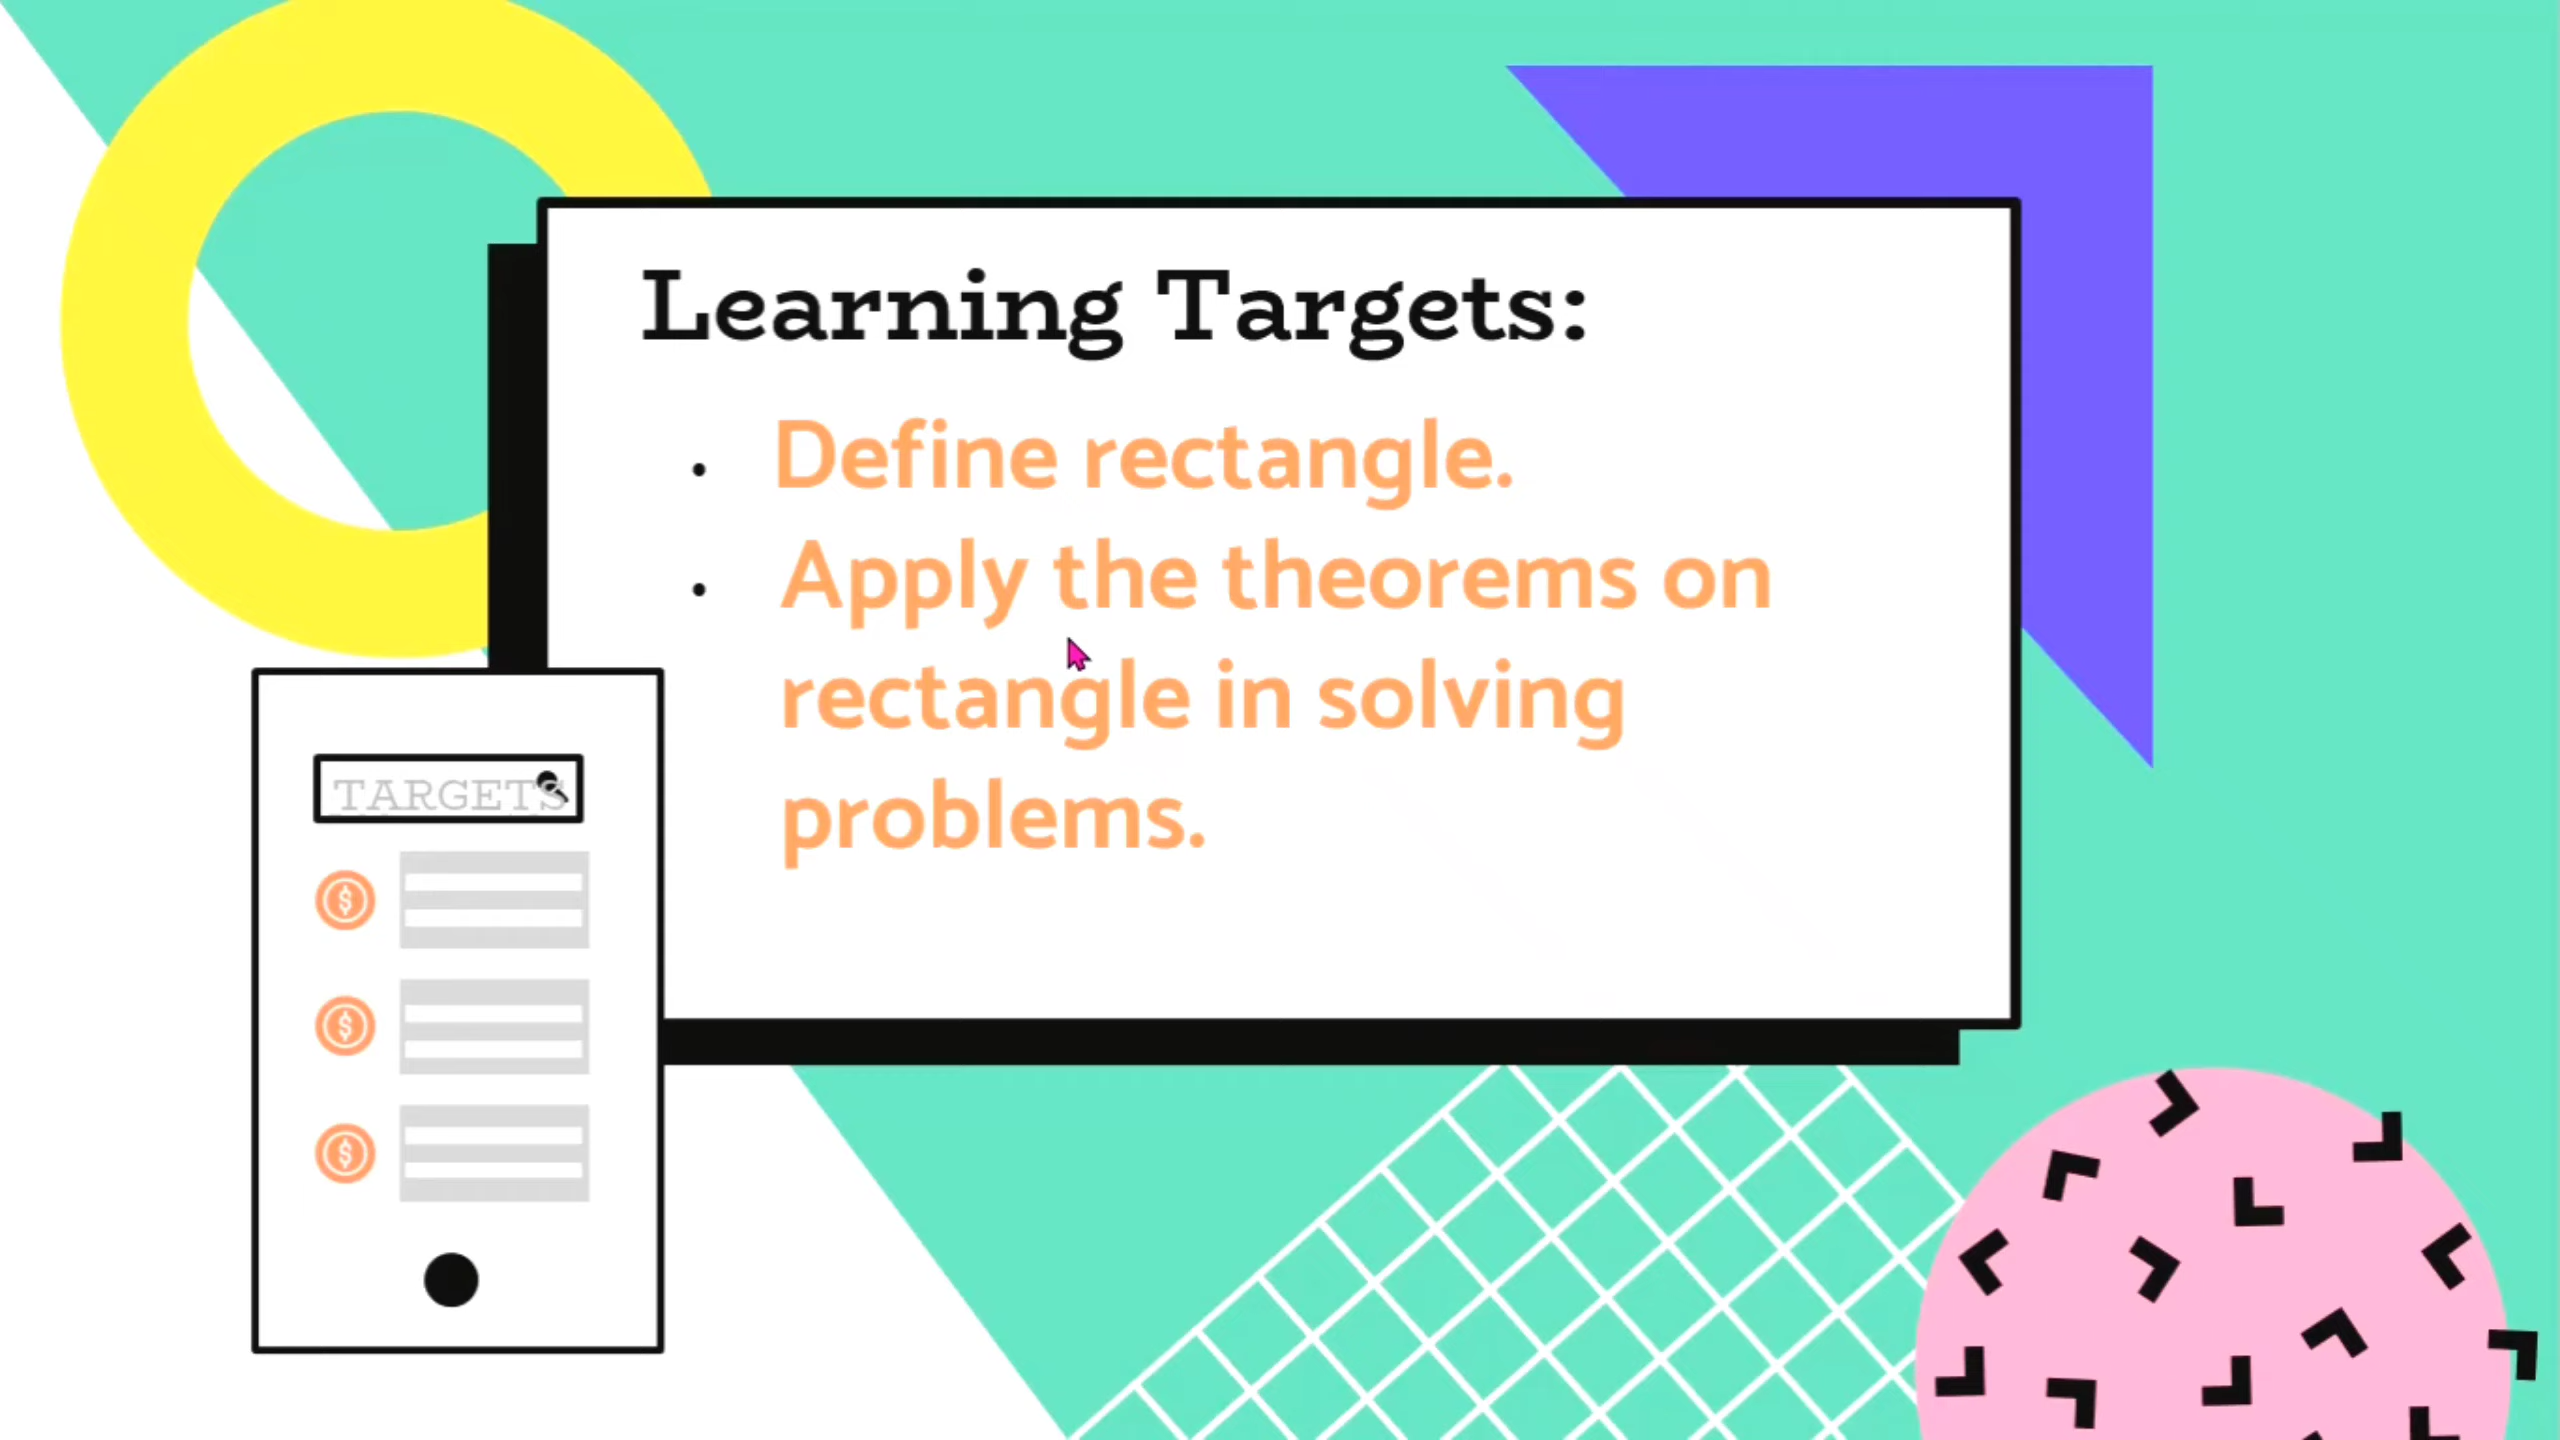 Learning Targets:
• Define rectangle.
• Apply the theorems on
rectangle in solving
problems.
TARGETS
$
$
$